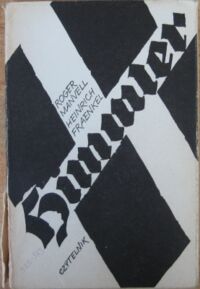 ROGER
MANVELL
HEINRICH
FRAENKEL
Himmler
CZYTELNIK